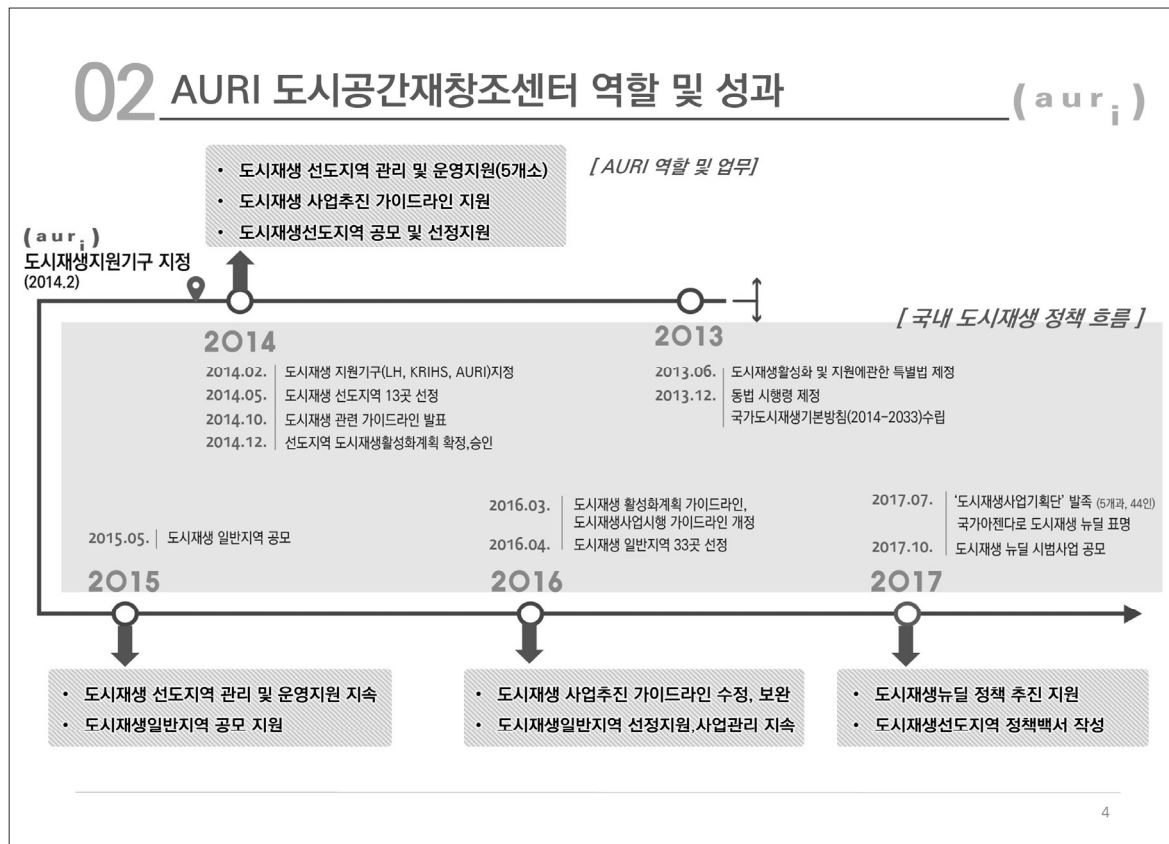 02 AURI 도시공간재창조센터 역할 및 성과
(auri)
• 도시재생 선도지역 관리 및 운영지원(5개소)
• 도시재생 사업추진 가이드라인 지원
• 도시재생선도지역 공모 및 선정지원
[ AURI 역할 및 업무]
(auri)
도시재생지원기구 지정
(2014.2)
[ 국내 도시재생 정책 흐름 ]
2014
2014.02. 도시재생 지원기구(LH, KRIHS, AURI)지정
2014.05. 도시재생 선도지역 13곳 선정
2014.10. 도시재생 관련 가이드라인 발표
2014.12. 선도지역 도시재생활성화계획 확정,승인
2013
2013.06. 도시재생활성화 및 지원에관한 특별법 제정
2013.12. 동법 시행령 제정
국가도시재생기본방침(2014-2033)수립
2015.05. 도시재생 일반지역 공모
2015
2016.03. 도시재생 활성화계획 가이드라인,
도시재생사업시행 가이드라인 개정
2016.04. 도시재생 일반지역 33곳 선정
2016
2017.07. '도시재생사업기획단' 발족 (5개과, 44인)
국가아젠다로 도시재생 뉴딜 표명
2017.10. 도시재생 뉴딜 시범사업 공모
2017
• 도시재생 선도지역 관리 및 운영지원 지속
• 도시재생일반지역 공모 지원
• 도시재생 사업추진 가이드라인 수정, 보완
• 도시재생일반지역 선정지원,사업관리 지속
• 도시재생뉴딜 정책 추진 지원
• 도시재생선도지역 정책백서 작성
4